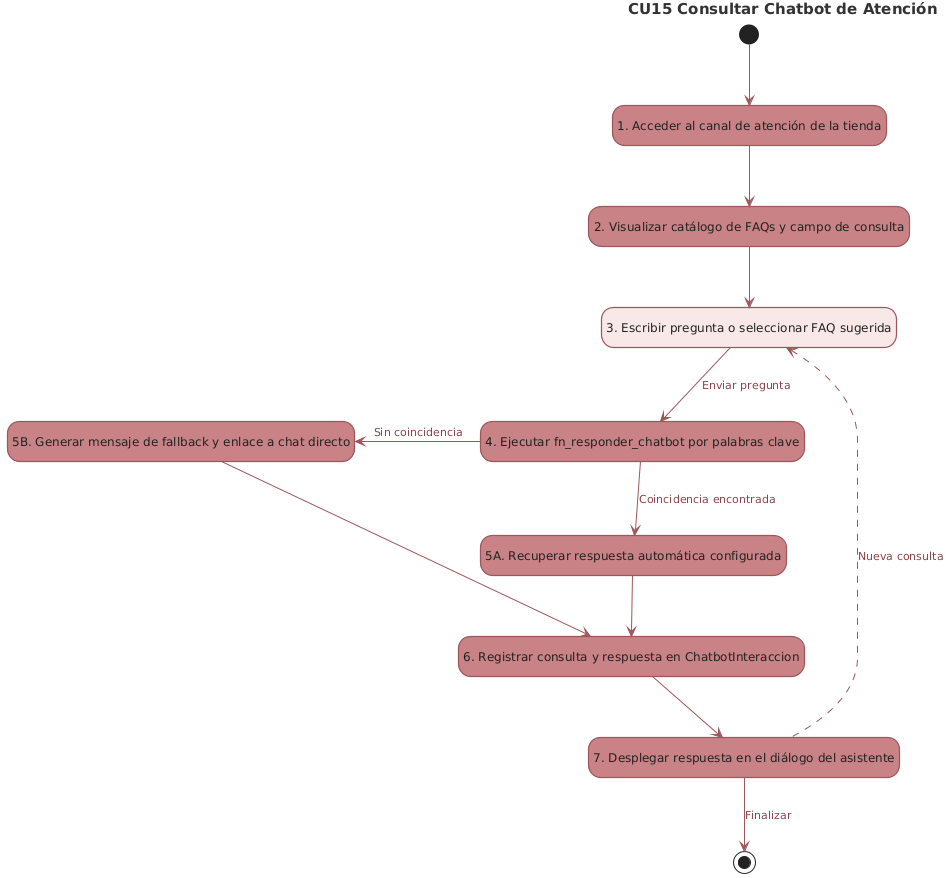 CU15 Consultar Chatbot de Atención
1. Acceder al canal de atención de la tienda
2. Visualizar catálogo de FAQs y campo de consulta
3. Escribir pregunta o seleccionar FAQ sugerida
Enviar pregunta
5B. Generar mensaje de fallback y enlace a chat directo
Sin coincidencia
4. Ejecutar fn_responder_chatbot por palabras clave
Coincidencia encontrada
5A. Recuperar respuesta automática configurada
Nueva consulta
6. Registrar consulta y respuesta en ChatbotInteraccion
7. Desplegar respuesta en el diálogo del asistente
Finalizar